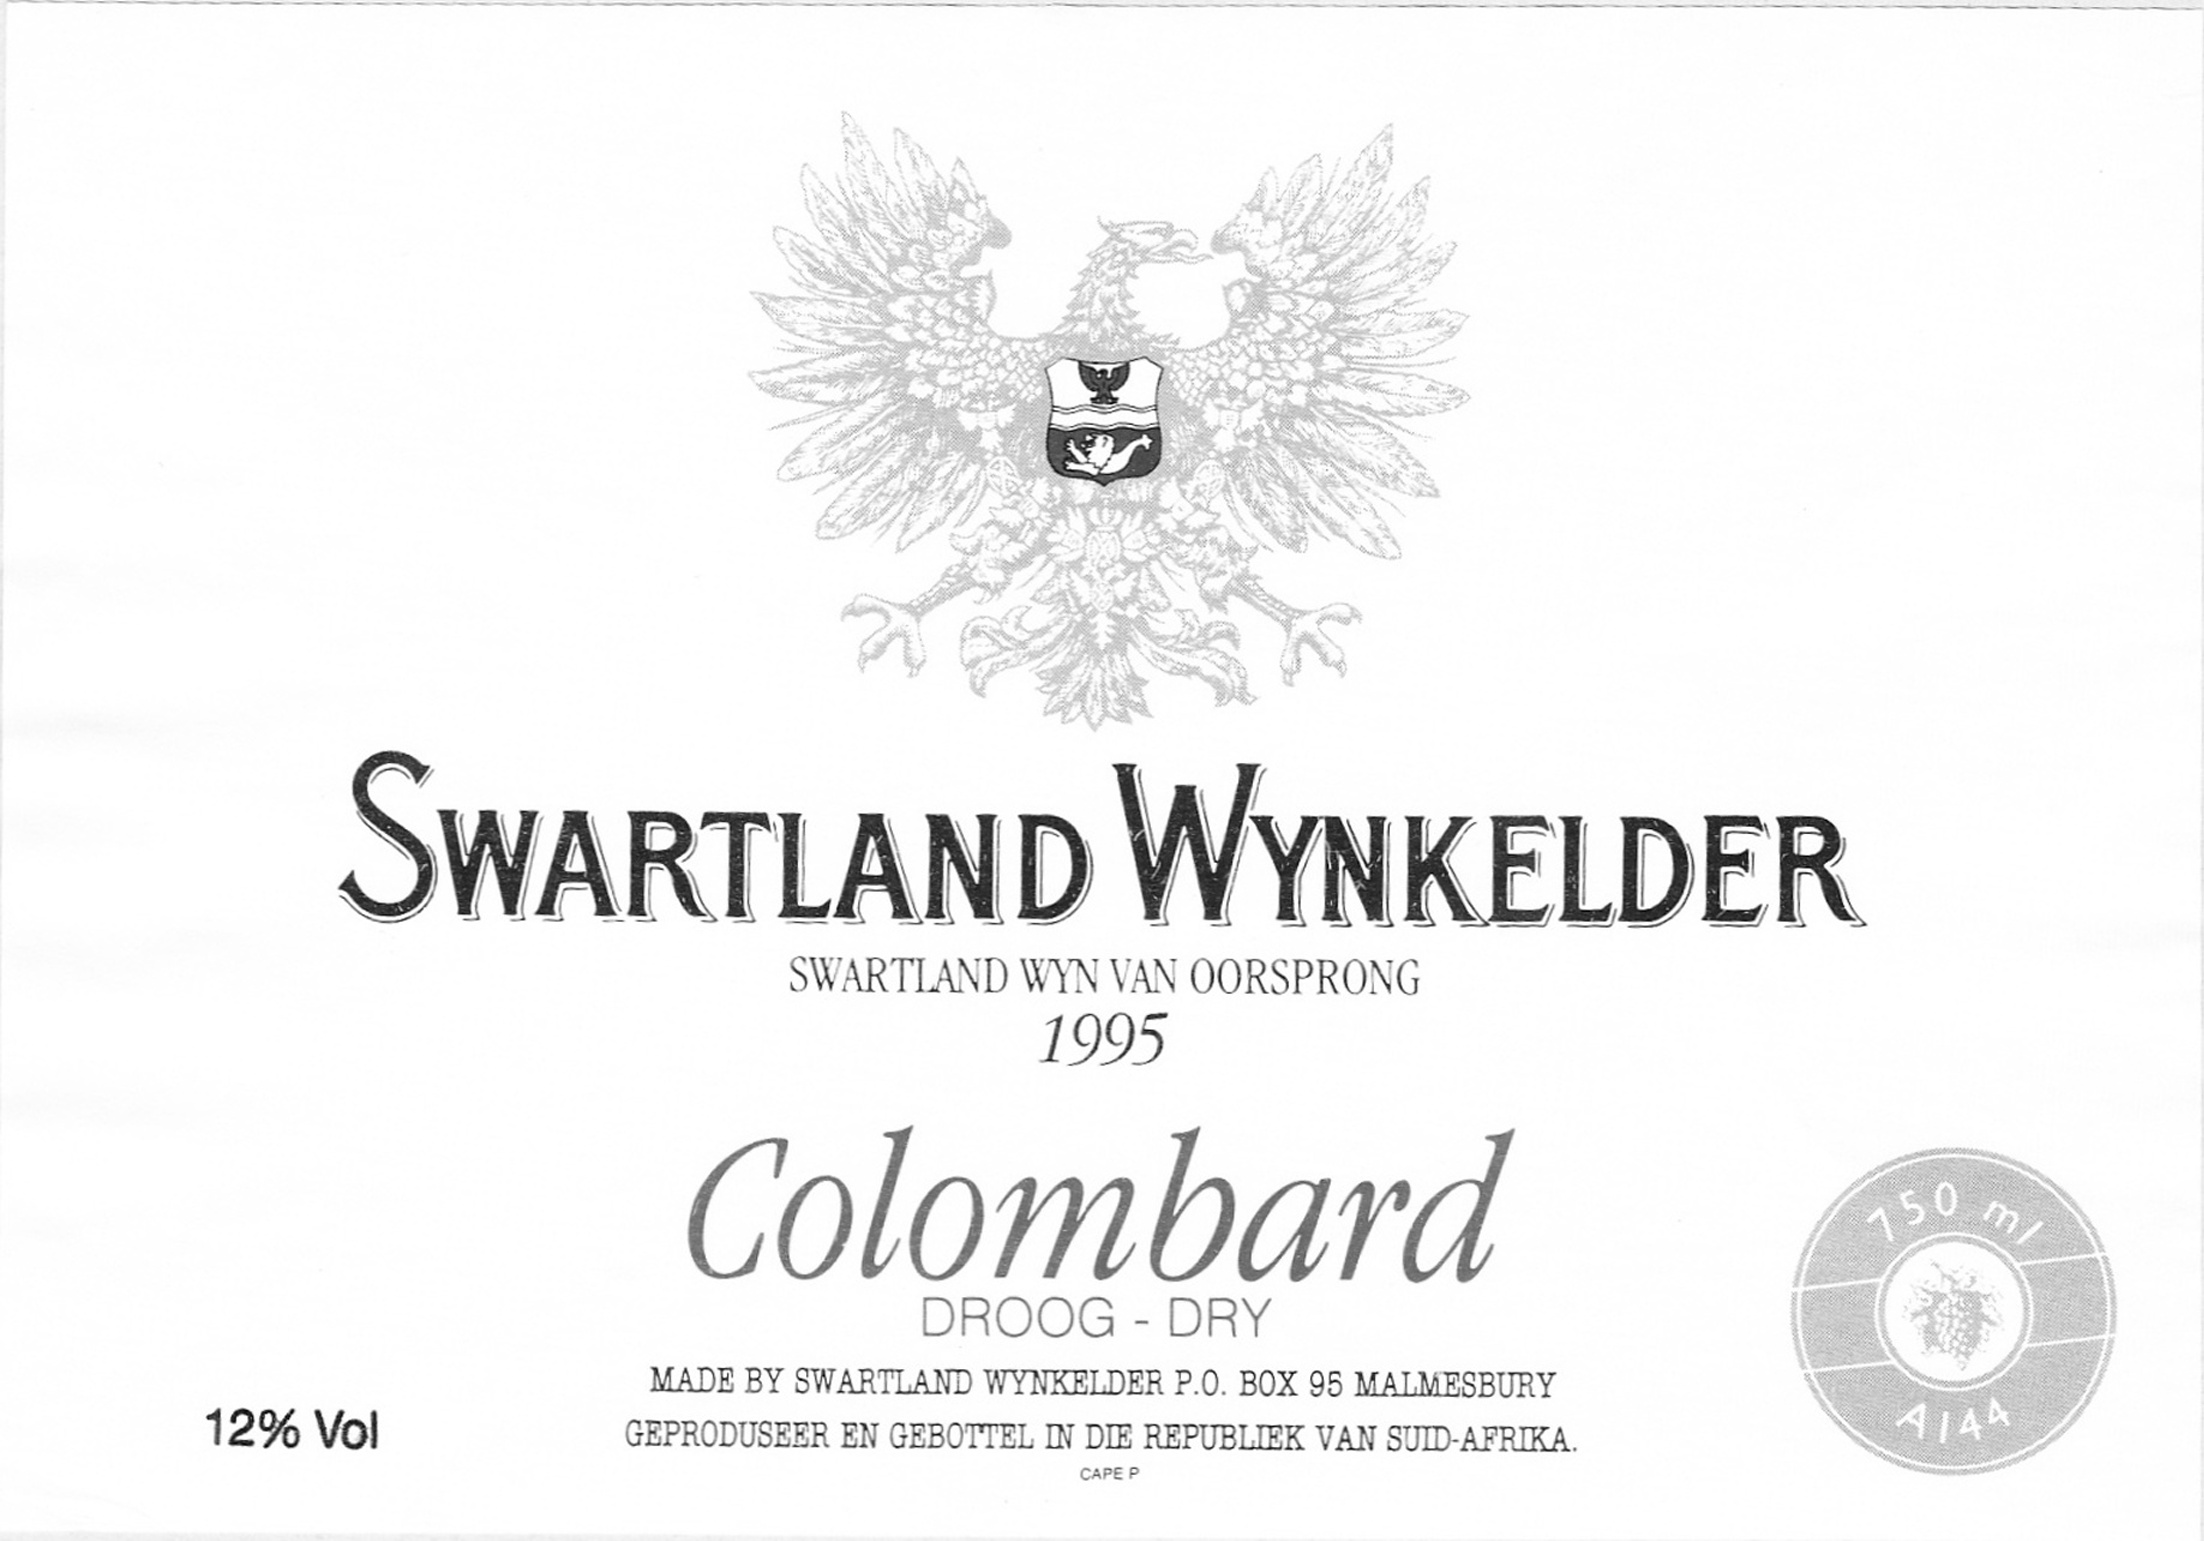 SWARTLAND WYNKELDER
SWARTLAND WYN VAN OORSPRONG
1995
Colombard
DROOG - DRY
MADE BY SWARTLAND WYNKELDER P.O. BOX 95 MALMESBURY
GEPRODUSEER EN GEBOTTEL IN DIE REPUBLIEK VAN SUID-AFRIKA.
CAPE P
12% Vol
750 ml
A144